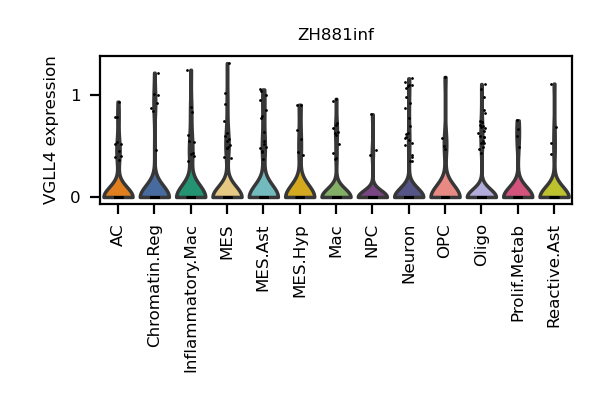 ZH881inf
VGLL4 expression
1
0
AC
Chromatin.Reg
Inflammatory.Mac
MES
MES.Ast
MES.Hyp
Mac
NPC
Neuron
OPC
Oligo
Prolif.Metab
Reactive.Ast